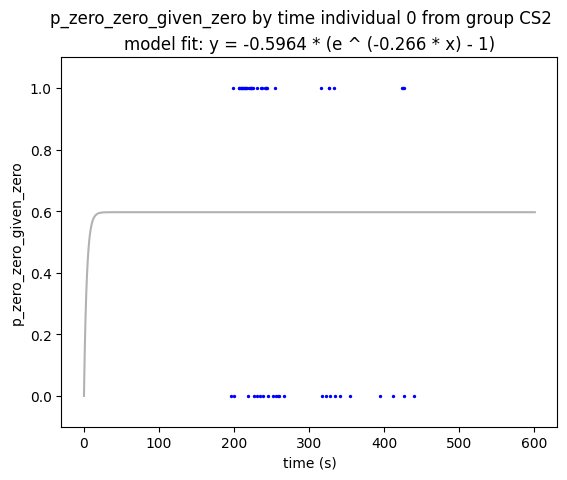 p_zero_zero_given_zero by time individual 0 from group CS2
model fit: y = -0.5964 * (e ^ (-0.266 * x) - 1)
1.0
0.8
0.6
0.4
0.2
0.0
p_zero_zero_given_zero
0 100 200 300 400 500 600
time (s)